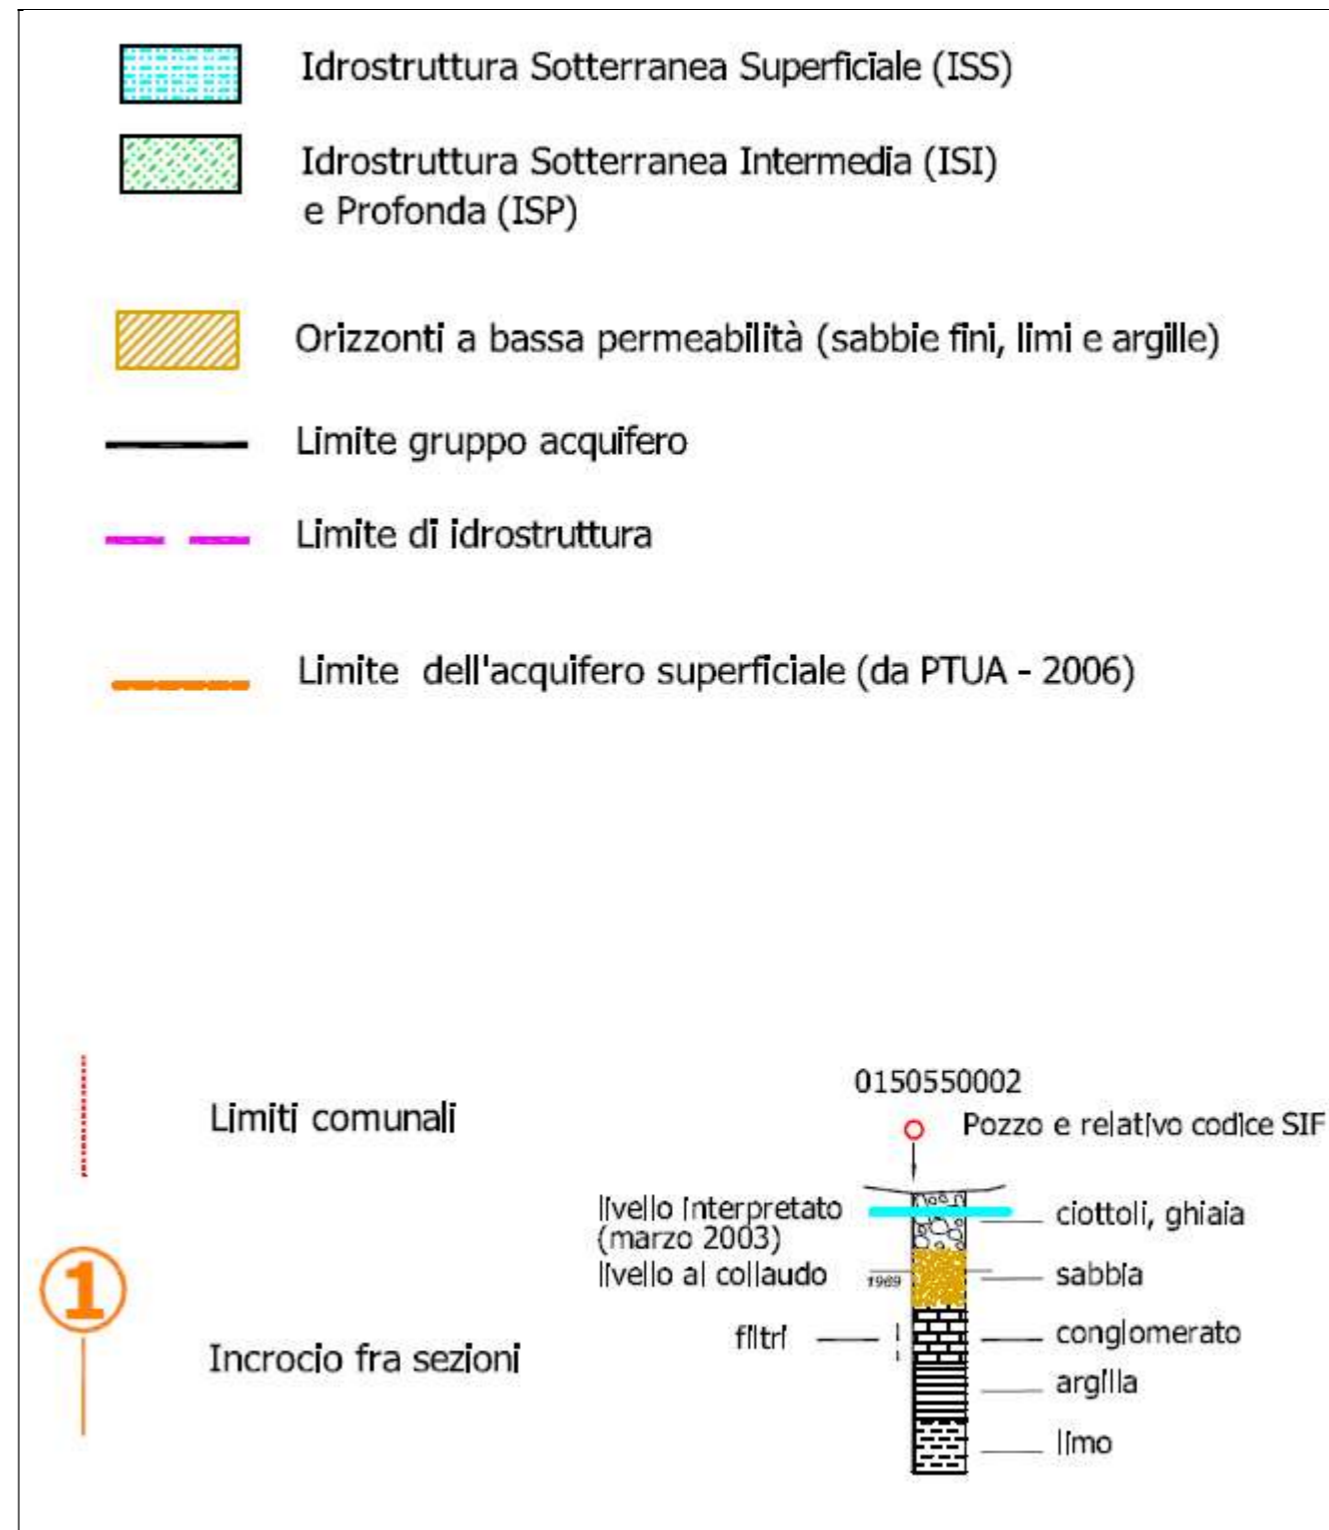 Idrostruttura Sotterranea Superficiale (ISS)
Idrostruttura Sotterranea Intermedia (ISI)
e Profonda (ISP)
Orizzonti a bassa permeabilità (sabbie fini, limi e argille)
Limite gruppo acquifero
Limite di idrostruttura
Limite dell'acquifero superficiale (da PTUA - 2006)
Limiti comunali
1
Incrocio fra sezioni
0150550002
Pozzo e relativo codice SIF
livello interpretato
(marzo 2003)
livello al collaudo
1969
filtri
ciottoli, ghiaia
sabbia
conglomerato
argilla
limo